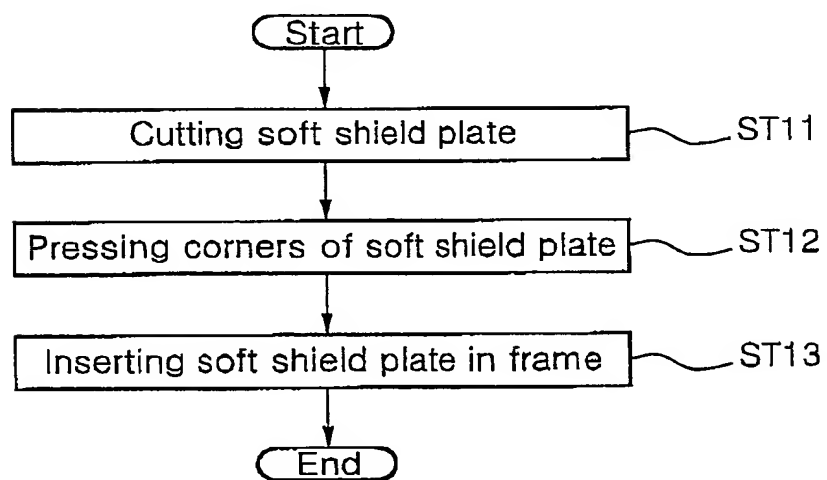 Start
Cutting soft shield plate
ST11
Pressing corners of soft shield plate
ST12
Inserting soft shield plate in frame
ST13
End